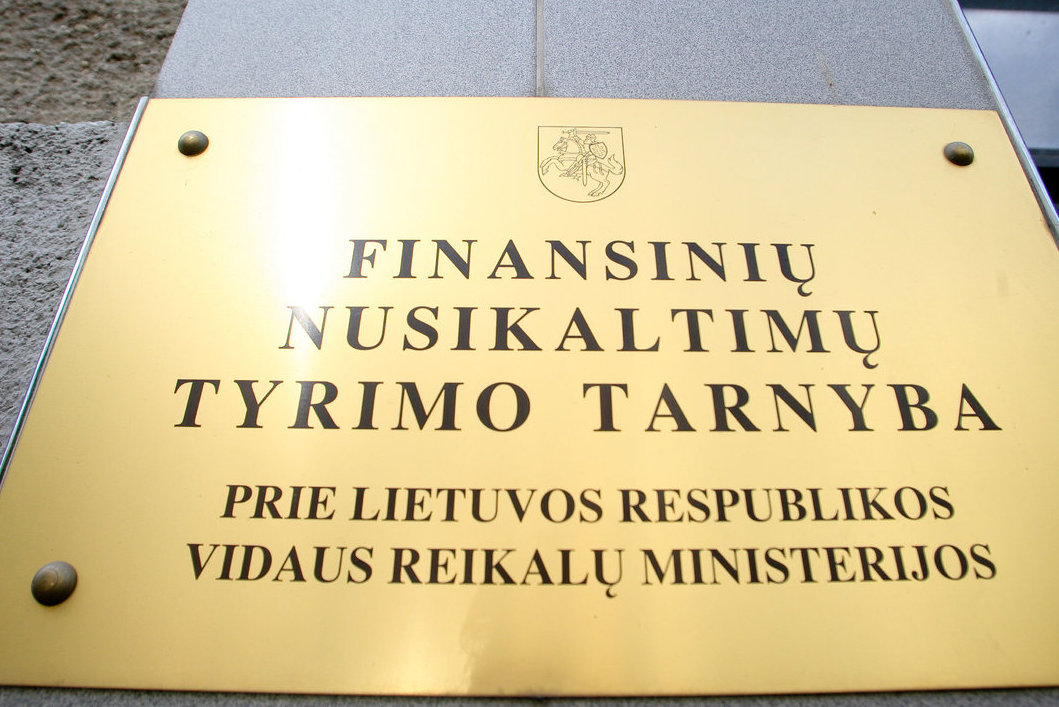 FINANSINIŲ
NUSIKALTIMŲ
TYRIMO TARNYBA
PRIE LIETUVOS RESPUBLIKOS
VIDAUS REIKALŲ MINISTERIJOS